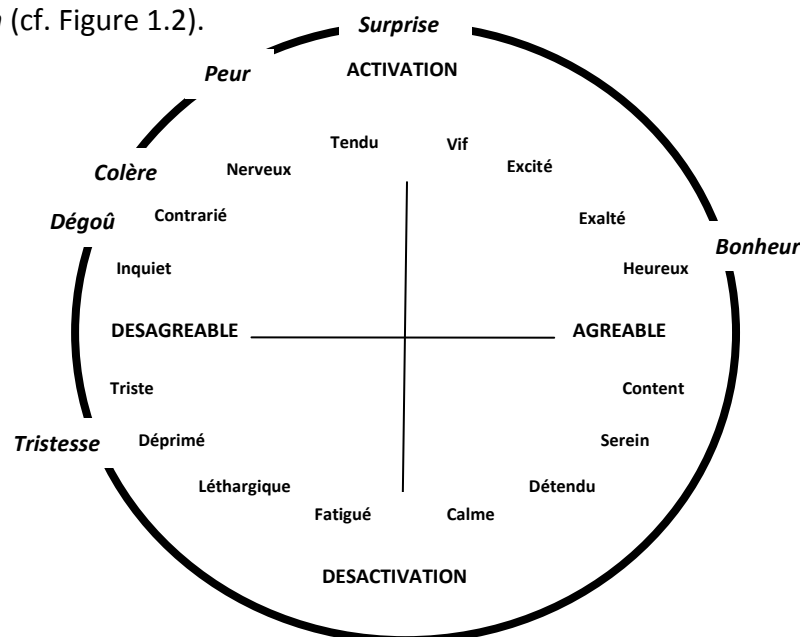 (cf. Figure 1.2).
Surprise
Peur
ACTIVATION
Tendu
Vif
Colère
Nerveux
Excité
Dégoû
Contrarié
Exalté
Bonheur
Inquiet
Heureux
DESAGREABLE
AGREABLE
Triste
Content
Tristesse
Déprimé
Serein
Léthargique
Détendu
Fatigué
Calme
DESACTIVATION